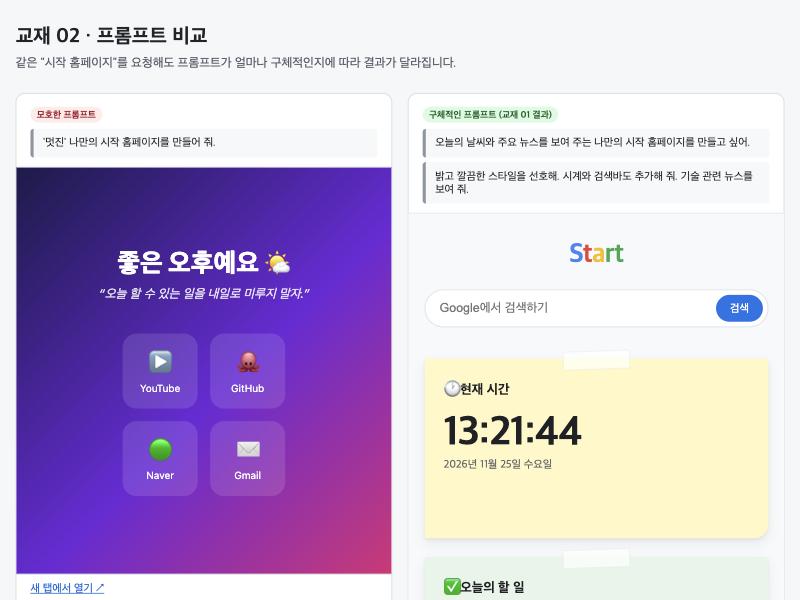 교재 02 · 프롬프트 비교
같은 "시작 홈페이지"를 요청해도 프롬프트가 얼마나 구체적인지에 따라 결과가 달라집니다.
모호한 프롬프트
'멋진' 나만의 시작 홈페이지를 만들어 줘.
좋은 오후예요
"오늘 할 수 있는 일을 내일로 미루지 말자."
YouTube
GitHub
Naver
Gmail
새 탭에서 열기 ↗
구체적인 프롬프트 (교재 01 결과)
오늘의 날씨와 주요 뉴스를 보여 주는 나만의 시작 홈페이지를 만들고 싶어.
밝고 깔끔한 스타일을 선호해. 시계와 검색바도 추가해 줘. 기술 관련 뉴스를
보여 줘.
Start
Google에서 검색하기
검색
현재 시간
13:21:44
2026년 11월 25일 수요일
오늘의 할 일